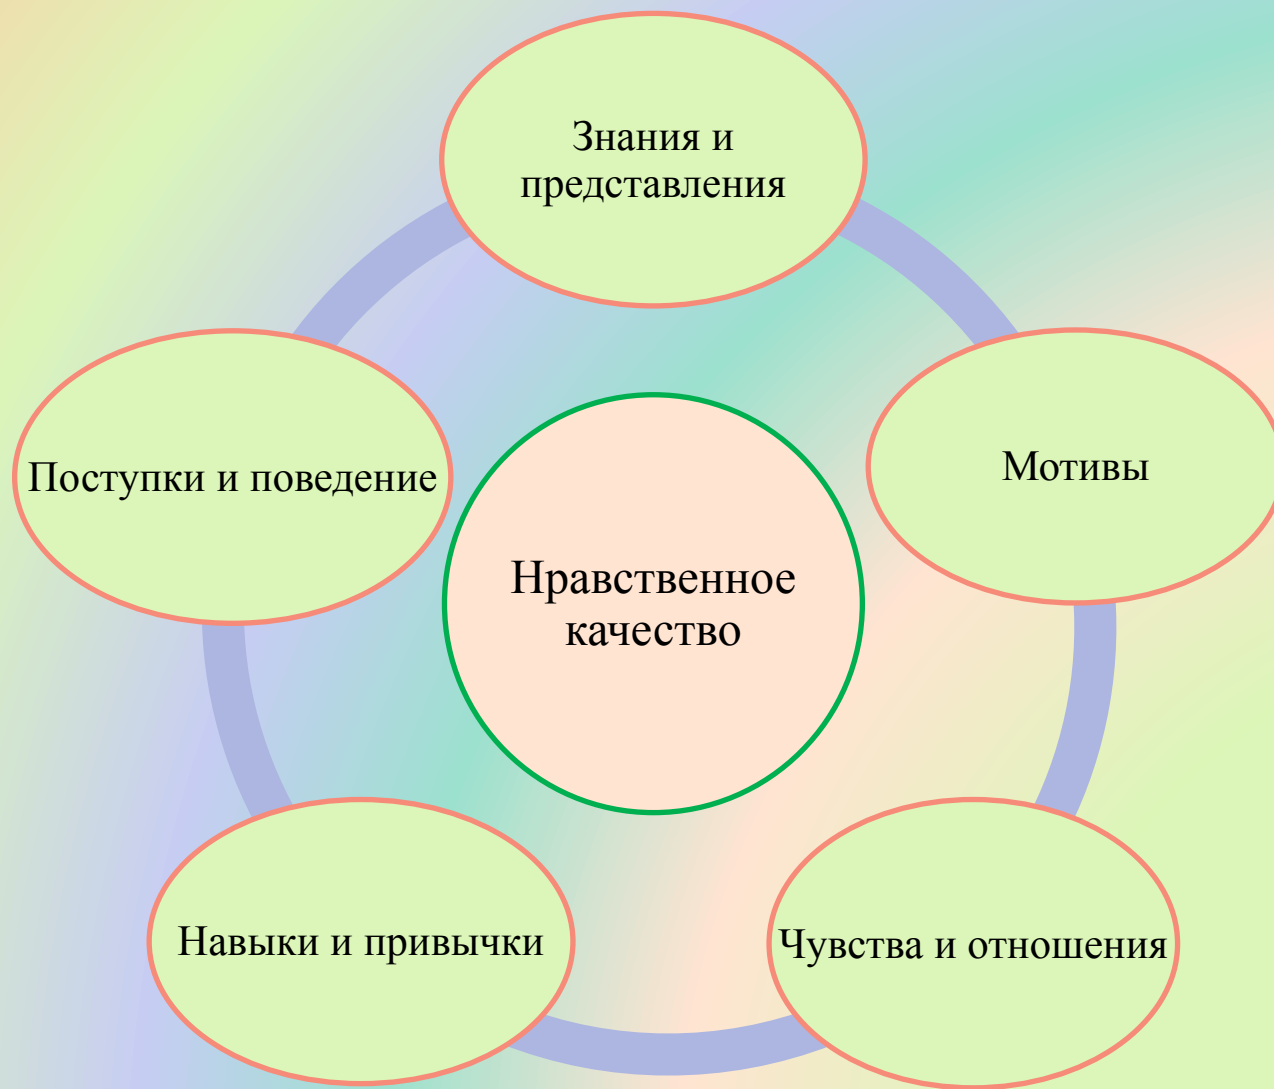 Знания и
представления
Мотивы
Поступки и поведение
Нравственное
качество
Навыки и привычки
Чувства и отношения